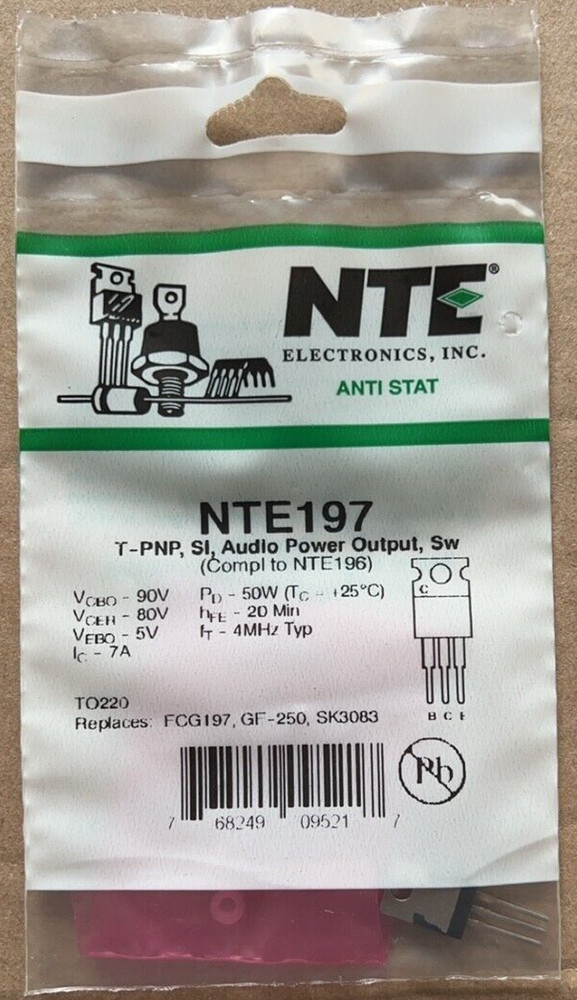 NTE®
ELECTRONICS, INC.
ANTI STAT
NTE197
T-PNP, SI, Audio Power Output, Sw
(Compl to NTE196)
VCBO - 90V PD - 50W (TC - +25°C)
VCER - 80V hFE - 20 Min
VEBO - 5V fT - 4MHz Typ
IC - 7A
C
B C E
TO220
Replaces: FCG197, GF-250, SK3083
Pb
7 68249 09521 7